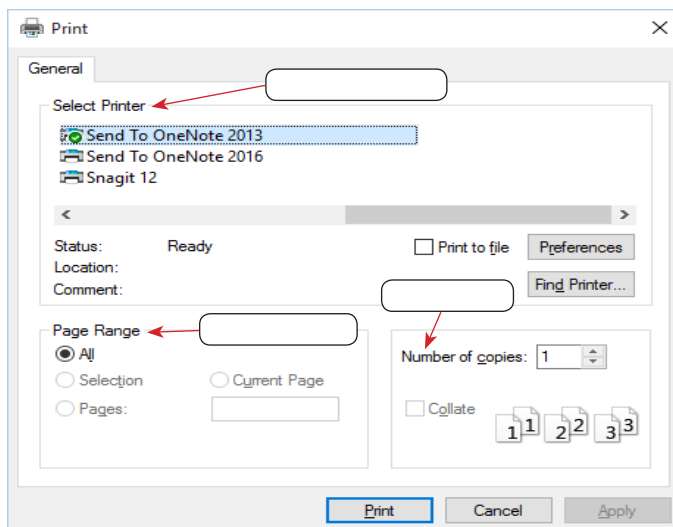 Print
General
Select Printer
Send To OneNote 2013
Send To OneNote 2016
Snagit 12
Status: Ready
Print to file
Preferences
Location:
Comment:
Find Printer...
Page Range
All
Selection
Current Page
Pages:
Number of copies: 1
Collate
1 1 2 2 3 3
Print
Cancel
Apply